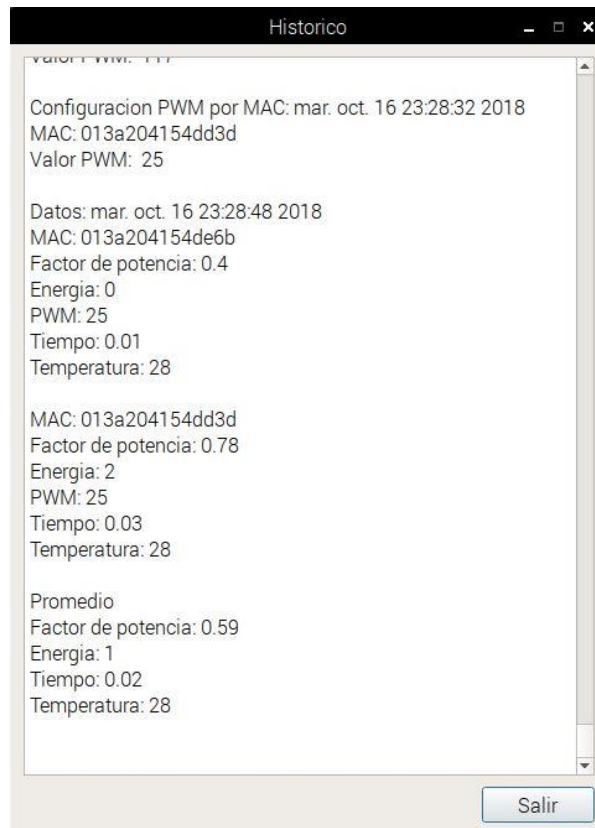 Historico
Valor PWM: 117
Configuracion PWM por MAC: mar. oct. 16 23:28:32 2018
MAC: 013a204154dd3d
Valor PWM: 25
Datos: mar. oct. 16 23:28:48 2018
MAC: 013a204154de6b
Factor de potencia: 0.4
Energia: 0
PWM: 25
Tiempo: 0.01
Temperatura: 28
MAC: 013a204154dd3d
Factor de potencia: 0.78
Energia: 2
PWM: 25
Tiempo: 0.03
Temperatura: 28
Promedio
Factor de potencia: 0.59
Energia: 1
Tiempo: 0.02
Temperatura: 28
Salir